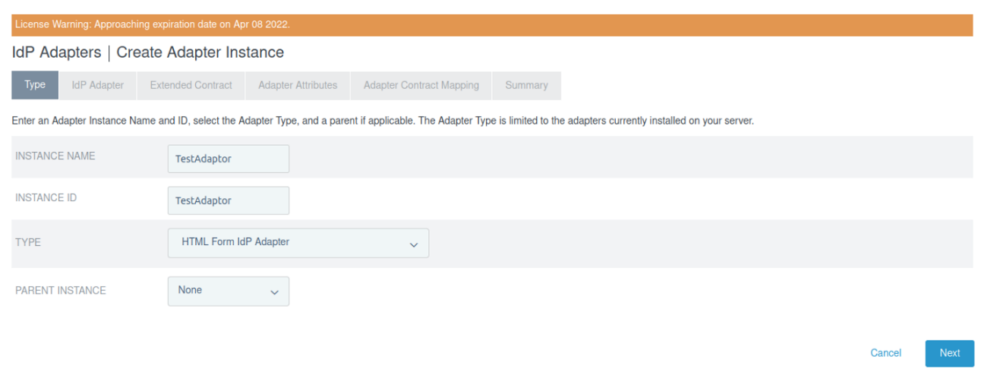 License Warning: Approaching expiration date on Apr 08 2022.
IdP Adapters | Create Adapter Instance
Type IdP Adapter Extended Contract Adapter Attributes Adapter Contract Mapping Summary
Enter an Adapter Instance Name and ID, select the Adapter Type, and a parent if applicable. The Adapter Type is limited to the adapters currently installed on your server.
INSTANCE NAME TestAdaptor
INSTANCE ID TestAdaptor
TYPE HTML Form IdP Adapter
PARENT INSTANCE None
Cancel Next